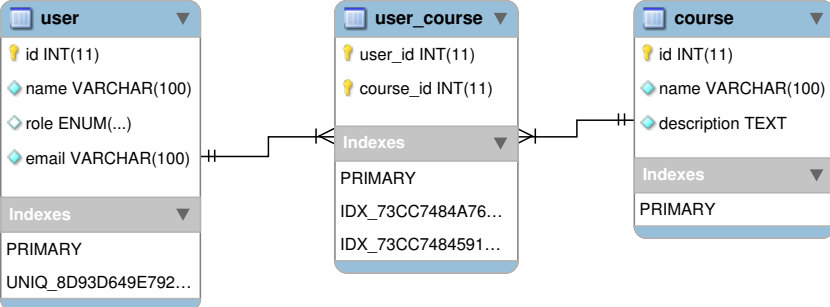 user
id INT(11)
name VARCHAR(100)
role ENUM(...)
email VARCHAR(100)
Indexes
PRIMARY
UNIQ_8D93D649E792...
user_course
user_id INT(11)
course_id INT(11)
Indexes
PRIMARY
IDX_73CC7484A76...
IDX_73CC7484591...
course
id INT(11)
name VARCHAR(100)
description TEXT
Indexes
PRIMARY